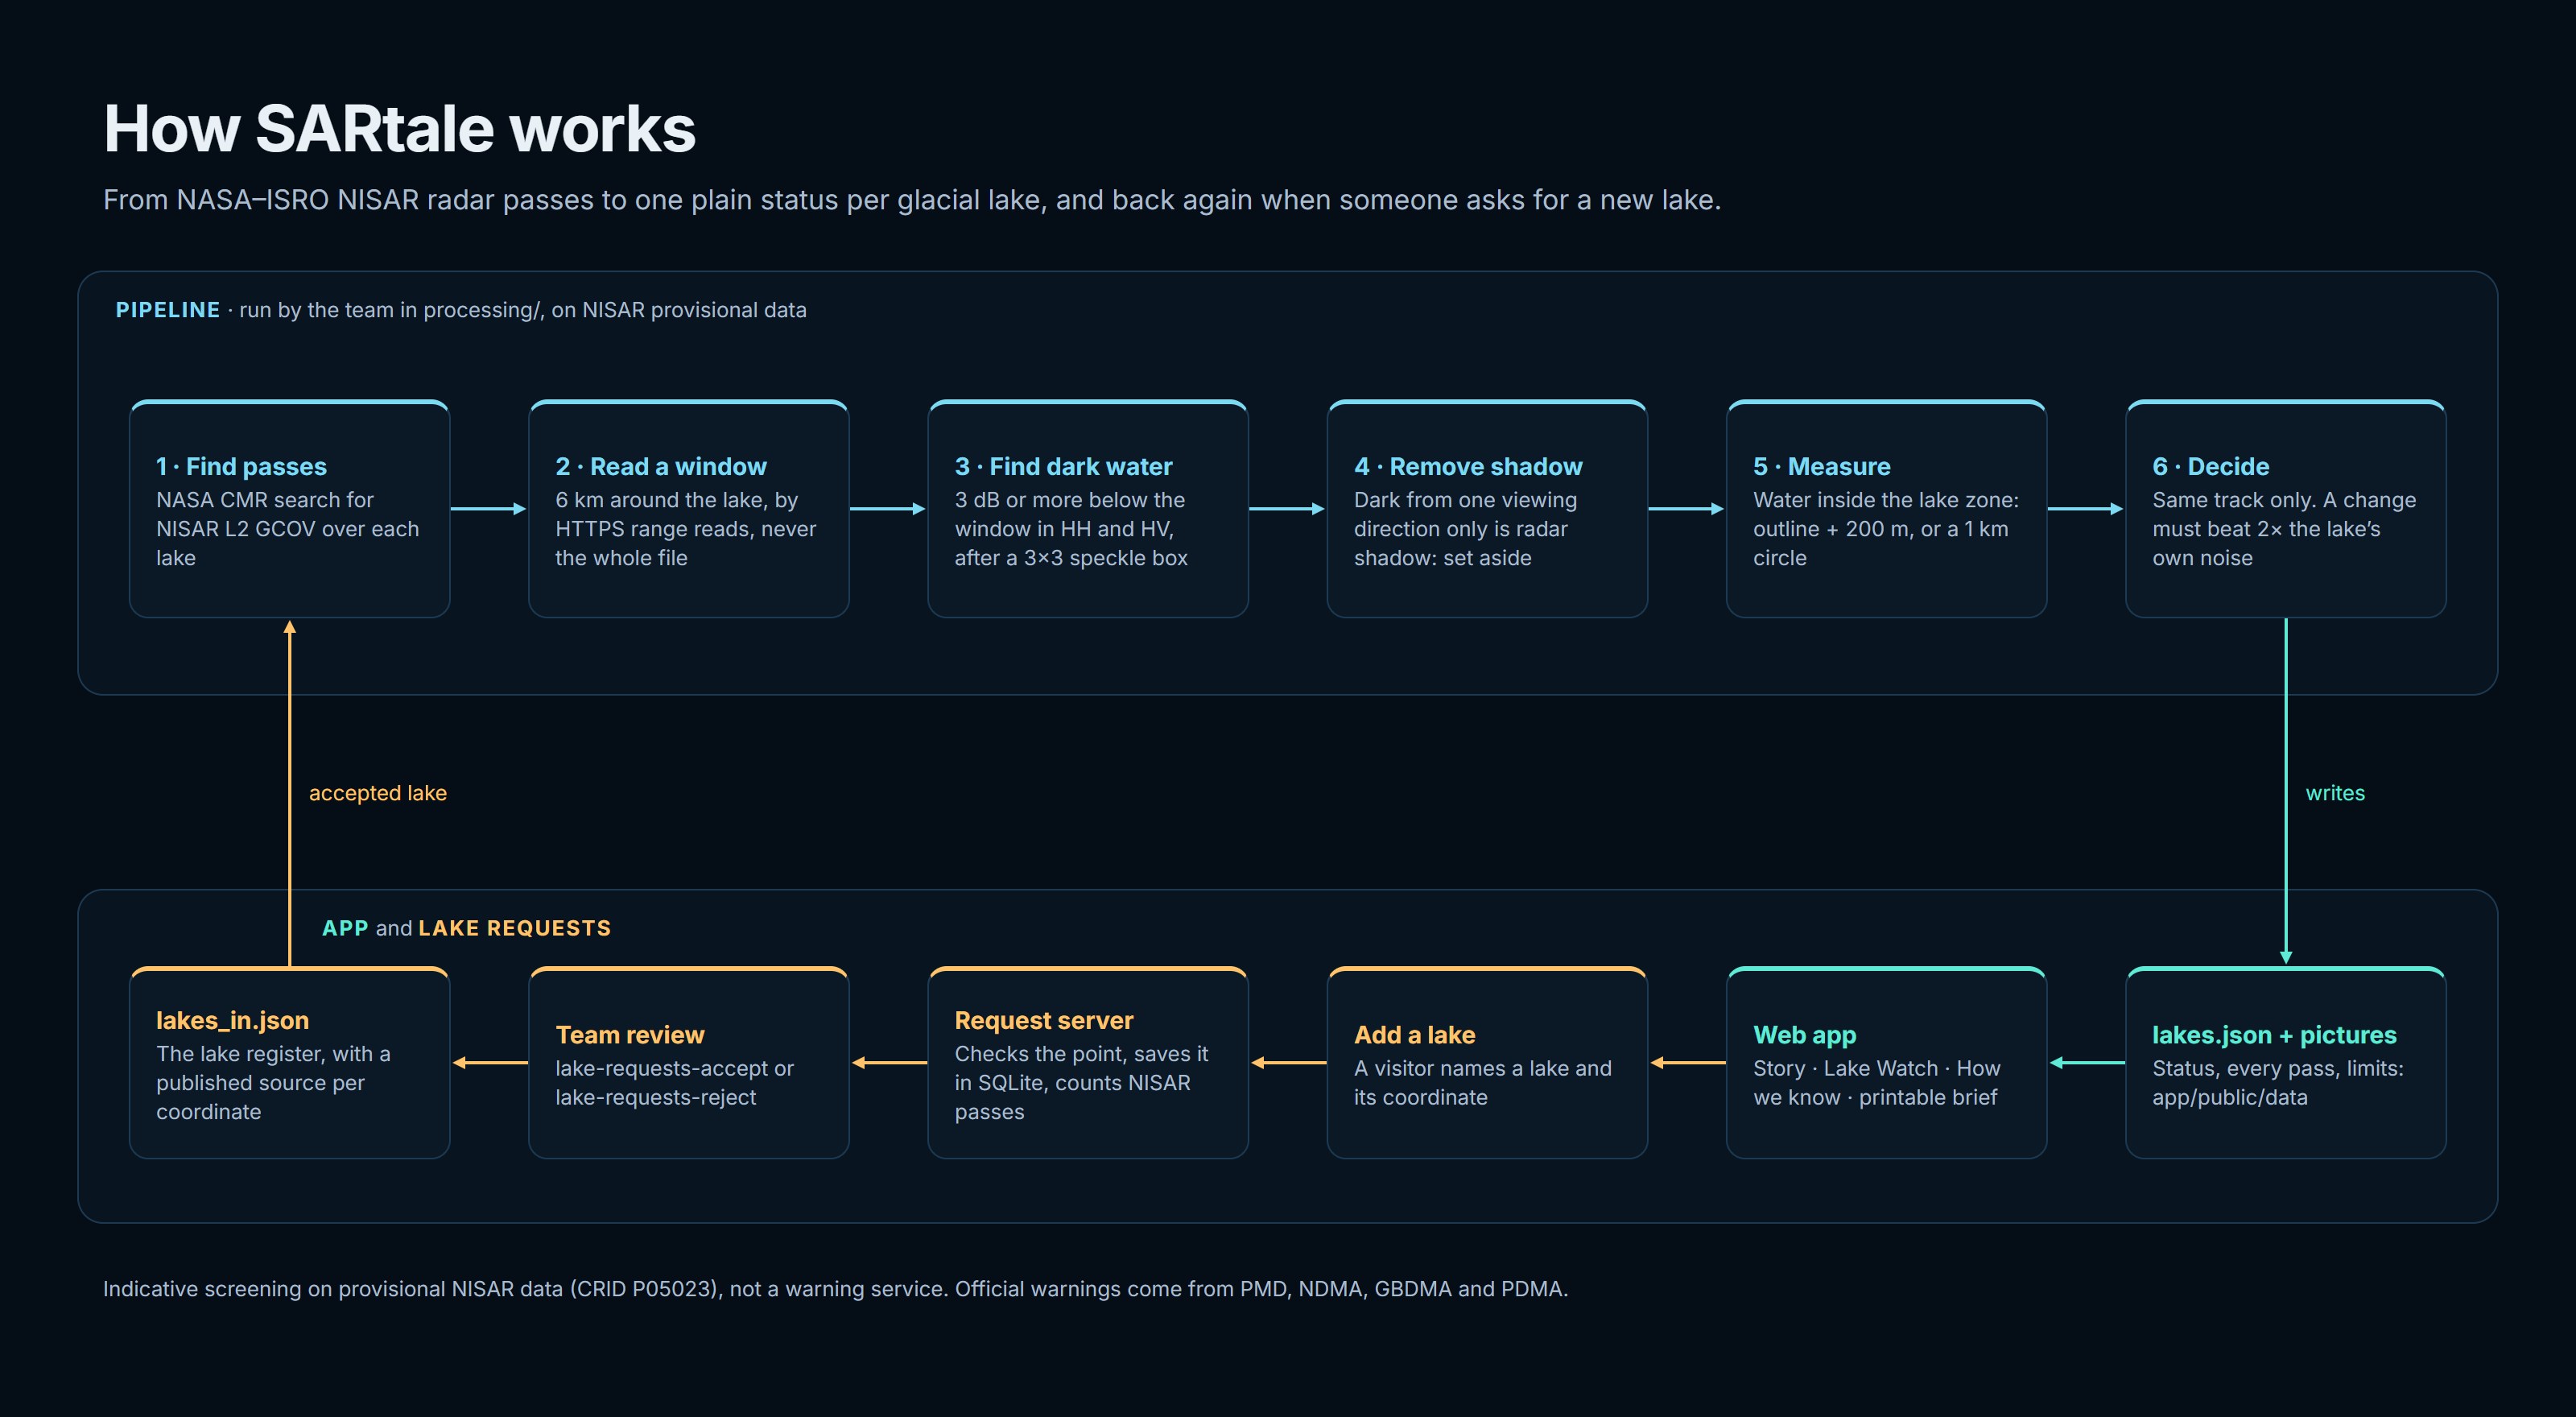 How SARtale works
From NASA–ISRO NISAR radar passes to one plain status per glacial lake, and back again when someone asks for a new lake.
PIPELINE · run by the team in processing/, on NISAR provisional data
1 · Find passes
NASA CMR search for
NISAR L2 GCOV over each
lake
2 · Read a window
6 km around the lake, by
HTTPS range reads, never
the whole file
3 · Find dark water
3 dB or more below the
window in HH and HV,
after a 3×3 speckle box
4 · Remove shadow
Dark from one viewing
direction only is radar
shadow: set aside
5 · Measure
Water inside the lake zone:
outline + 200 m, or a 1 km
circle
6 · Decide
Same track only. A change
must beat 2× the lake’s
own noise
accepted lake
writes
APP and LAKE REQUESTS
lakes_in.json
The lake register, with a
published source per
coordinate
Team review
lake-requests-accept or
lake-requests-reject
Request server
Checks the point, saves it
in SQLite, counts NISAR
passes
Add a lake
A visitor names a lake and
its coordinate
Web app
Story · Lake Watch · How
we know · printable brief
lakes.json + pictures
Status, every pass, limits:
app/public/data
Indicative screening on provisional NISAR data (CRID P05023), not a warning service. Official warnings come from PMD, NDMA, GBDMA and PDMA.